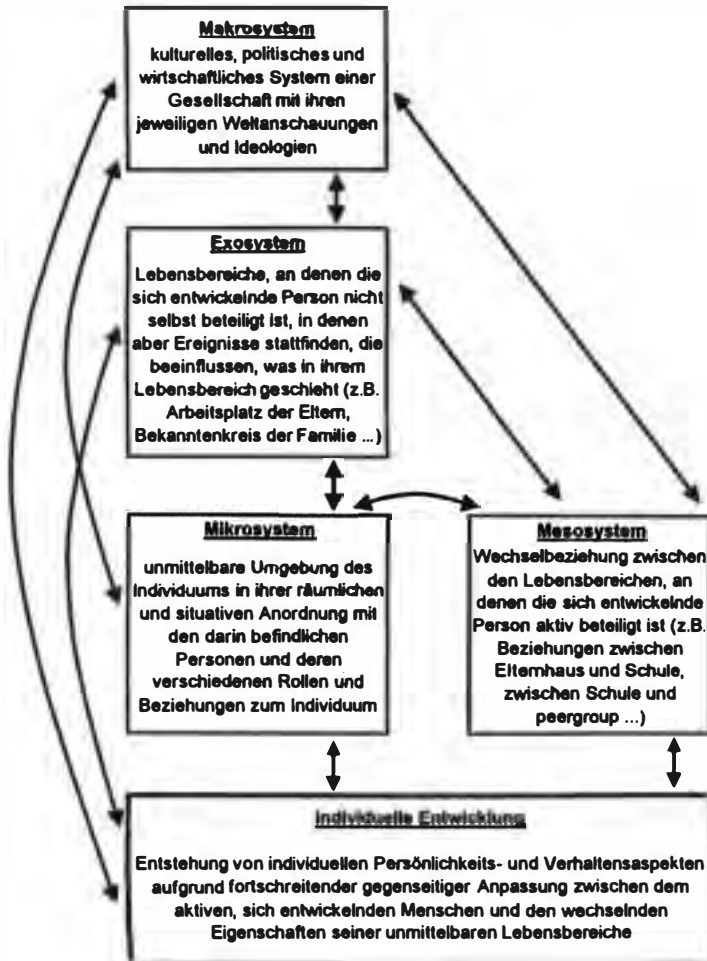 Makrosystem
kulturelles, politisches und
wirtschaftliches System einer
Gesellschaft mit ihren
jeweiligen Weltanschauungen
und Ideologien
Exosystem
Lebensbereiche, an denen die
sich entwickelnde Person nicht
selbst beteiligt ist, in denen
aber Ereignisse stattfinden, die
beeinflussen, was in ihrem
Lebensbereich geschieht (z.B.
Arbeitsplatz der Eltern,
Bekanntenkreis der Familie ...)
Mikrosystem
unmittelbare Umgebung des
Individuums in ihrer räumlichen
und situativen Anordnung mit
den darin befindlichen
Personen und deren
verschiedenen Rollen und
Beziehungen zum Individuum
Mesosystem
Wechselbeziehung zwischen
den Lebensbereichen, an
denen die sich entwickelnde
Person aktiv beteiligt ist (z.B.
Beziehungen zwischen
Elternhaus und Schule,
zwischen Schule und
peergroup ...)
Individuelle Entwicklung
Entstehung von individuellen Persönlichkeits- und Verhaltensaspekten
aufgrund fortschreitender gegenseitiger Anpassung zwischen dem
aktiven, sich entwickelnden Menschen und den wechselnden
Eigenschaften seiner unmittelbaren Lebensbereiche